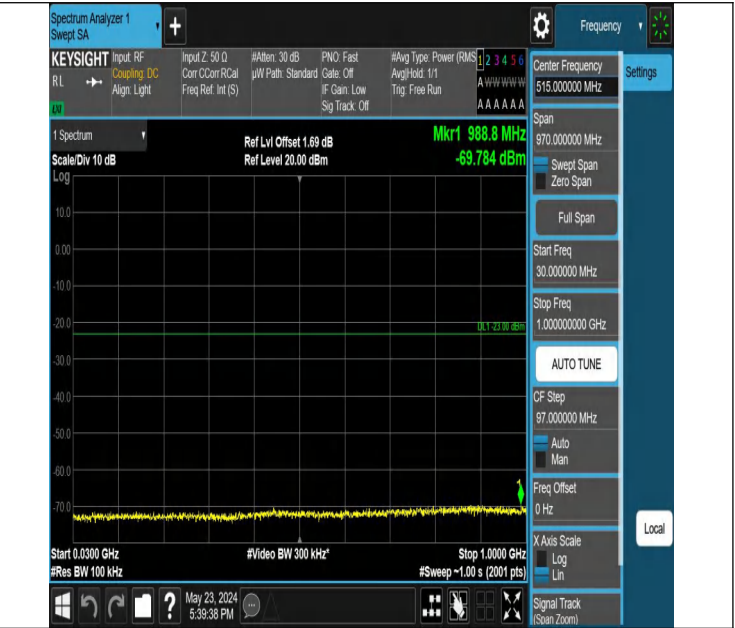 Spectrum Analyzer 1
Swept SA
+
Frequency
KEYSIGHT
RL
Input: RF
Coupling: DC
Align: Light
Input Z: 50 Ω
Corr CCorr RCal
Freq Ref: Int (S)
#Atten: 30 dB
µW Path: Standard
PNO: Fast
Gate: Off
IF Gain: Low
Sig Track: Off
#Avg Type: Power (RMS
Avg|Hold: 1/1
Trig: Free Run
1 2 3 4 5 6
A W W W W W
A A A A A A
1 Spectrum
Scale/Div 10 dB
Log
Ref Lvl Offset 1.69 dB
Ref Level 20.00 dBm
Mkr1 988.8 MHz
-69.784 dBm
10.0
0.00
-10.0
-20.0
DL1 -23.00 dBm
-30.0
-40.0
-50.0
-60.0
-70.0
1
Start 0.0300 GHz
#Res BW 100 kHz
#Video BW 300 kHz*
Stop 1.0000 GHz
#Sweep ~1.00 s (2001 pts)
Center Frequency
515.000000 MHz
Settings
Span
970.000000 MHz
Swept Span
Zero Span
Full Span
Start Freq
30.000000 MHz
Stop Freq
1.000000000 GHz
AUTO TUNE
CF Step
97.000000 MHz
Auto
Man
Freq Offset
0 Hz
X Axis Scale
Log
Lin
Local
Signal Track
(Span Zoom)
?
May 23, 2024
5:39:38 PM